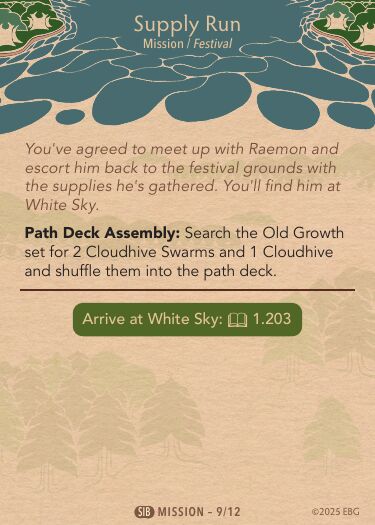 Supply Run
Mission / Festival
You've agreed to meet up with Raemon and
escort him back to the festival grounds with
the supplies he's gathered. You'll find him at
White Sky.
Path Deck Assembly: Search the Old Growth
set for 2 Cloudhive Swarms and 1 Cloudhive
and shuffle them into the path deck.
Arrive at White Sky: 1.203
SIB MISSION – 9/12
©2025 EBG